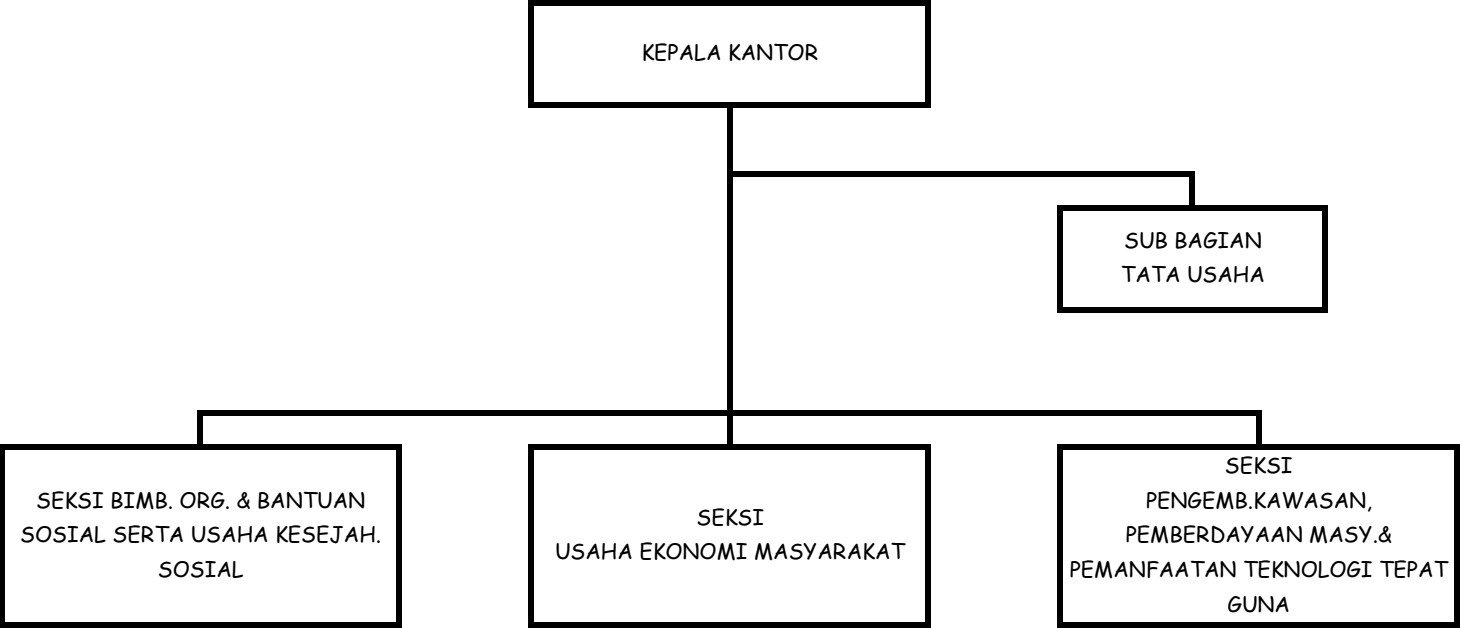 KEPALA KANTOR
SUB BAGIAN
TATA USAHA
SEKSI BIMB. ORG. & BANTUAN
SOSIAL SERTA USAHA KESEJAH.
SOSIAL
SEKSI
USAHA EKONOMI MASYARAKAT
SEKSI
PENGEMB.KAWASAN,
PEMBERDAYAAN MASY.&
PEMANFAATAN TEKNOLOGI TEPAT
GUNA